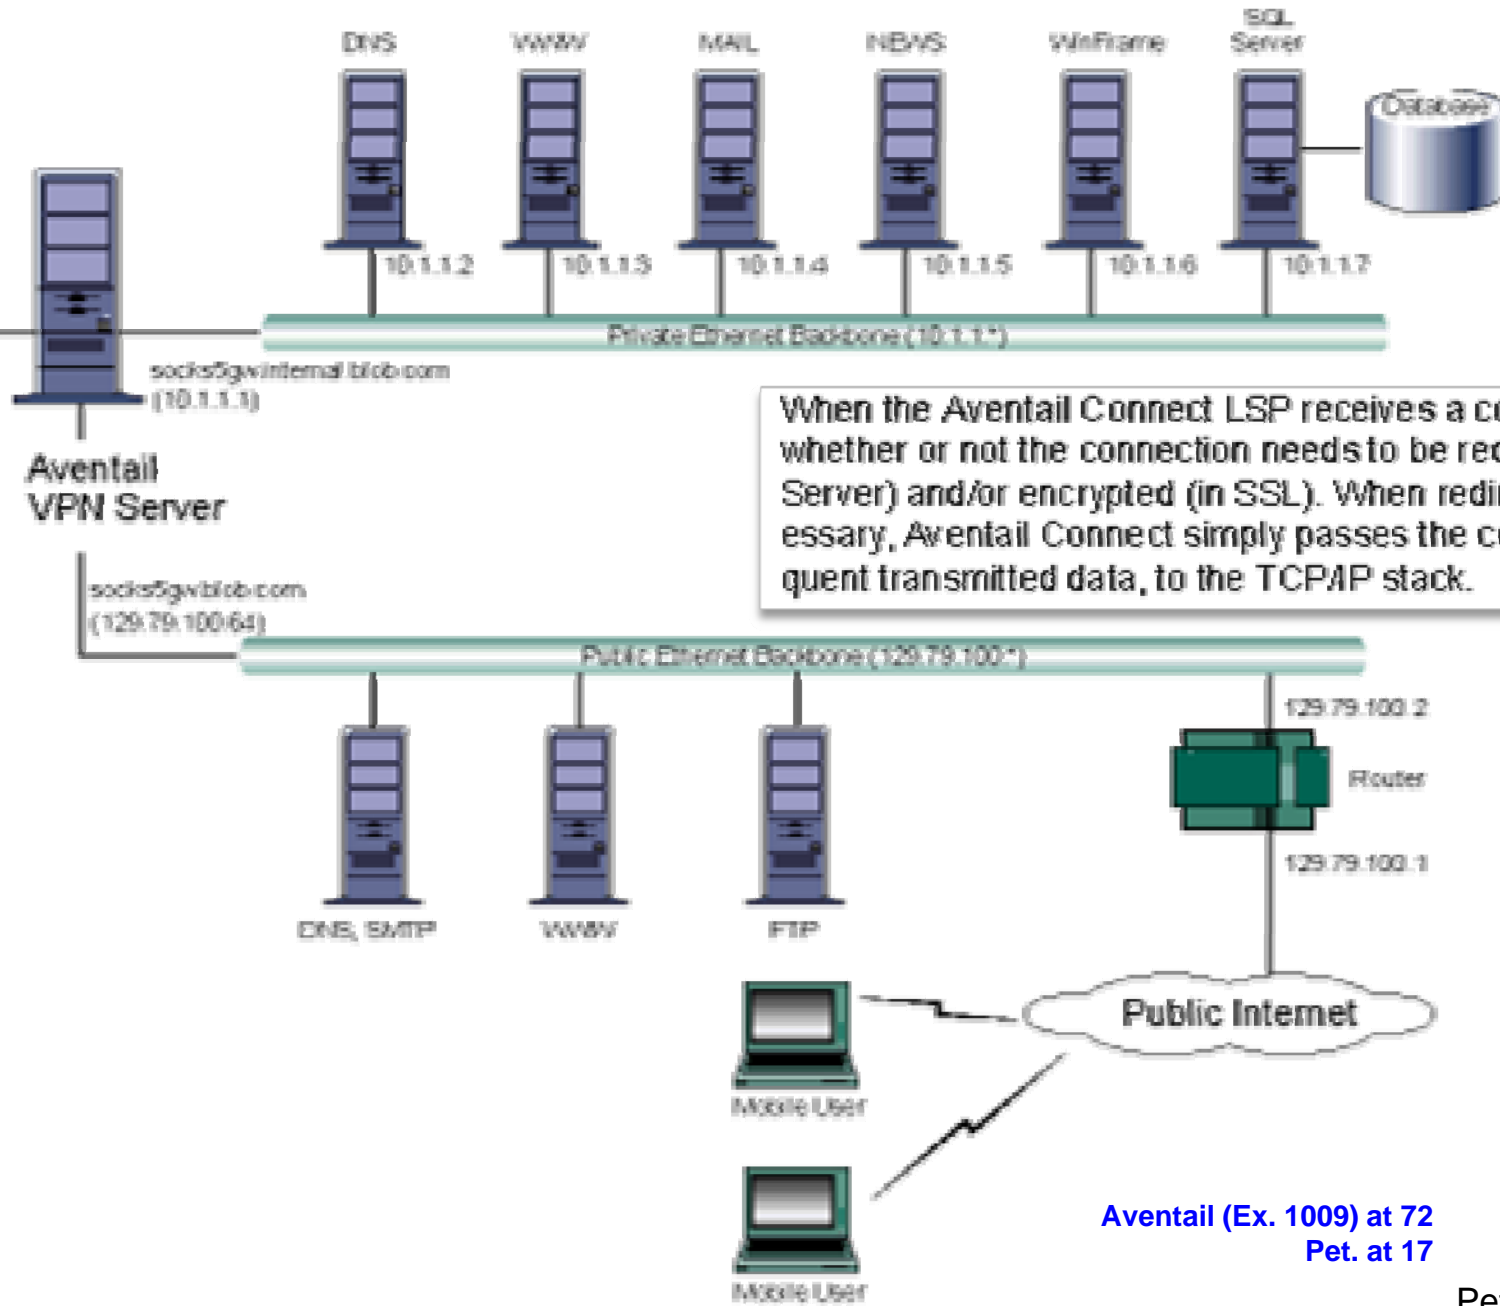 DNS
WWW
MAIL
NEWS
WinFrame
SQL
Server
Database
10.1.1.2
10.1.1.3
10.1.1.4
10.1.1.5
10.1.1.6
10.1.1.7
Private Ethernet Backbone (10.1.1.*)
socks5gw.internal.blob.com
(10.1.1.1)
Aventail
VPN Server
When the Aventail Connect LSP receives a
whether or not the connection needs to be
Server) and/or encrypted (in SSL). When
essary, Aventail Connect simply passes the
quent transmitted data, to the TCP/IP stack.
socks5gw.blob.com
(129.79.100.64)
Public Ethernet Backbone (129.79.100.*)
129.79.100.2
Router
129.79.100.1
DNS, SMTP
WWW
FTP
Public Internet
Mobile User
Mobile User
Aventail (Ex. 1009) at 72
Pet. at 17